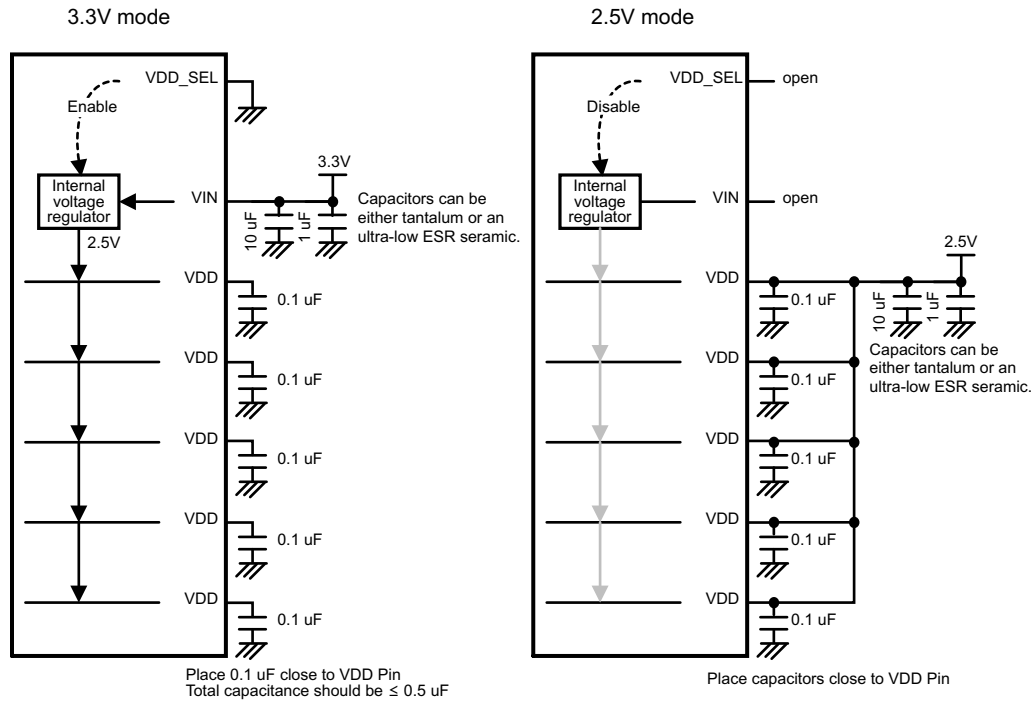 3.3V mode
VDD_SEL
Enable
Internal
voltage
regulator
VIN
3.3V
10 uF
1 uF
Capacitors can be
either tantalum or an
ultra-low ESR seramic.
2.5V
VDD
0.1 uF
VDD
0.1 uF
VDD
0.1 uF
VDD
0.1 uF
VDD
0.1 uF
Place 0.1 uF close to VDD Pin
Total capacitance should be ≤ 0.5 uF
2.5V mode
VDD_SEL
open
Disable
Internal
voltage
regulator
VIN
open
2.5V
VDD
0.1 uF
10 uF
1 uF
Capacitors can be
either tantalum or an
ultra-low ESR seramic.
VDD
0.1 uF
VDD
0.1 uF
VDD
0.1 uF
VDD
0.1 uF
Place capacitors close to VDD Pin